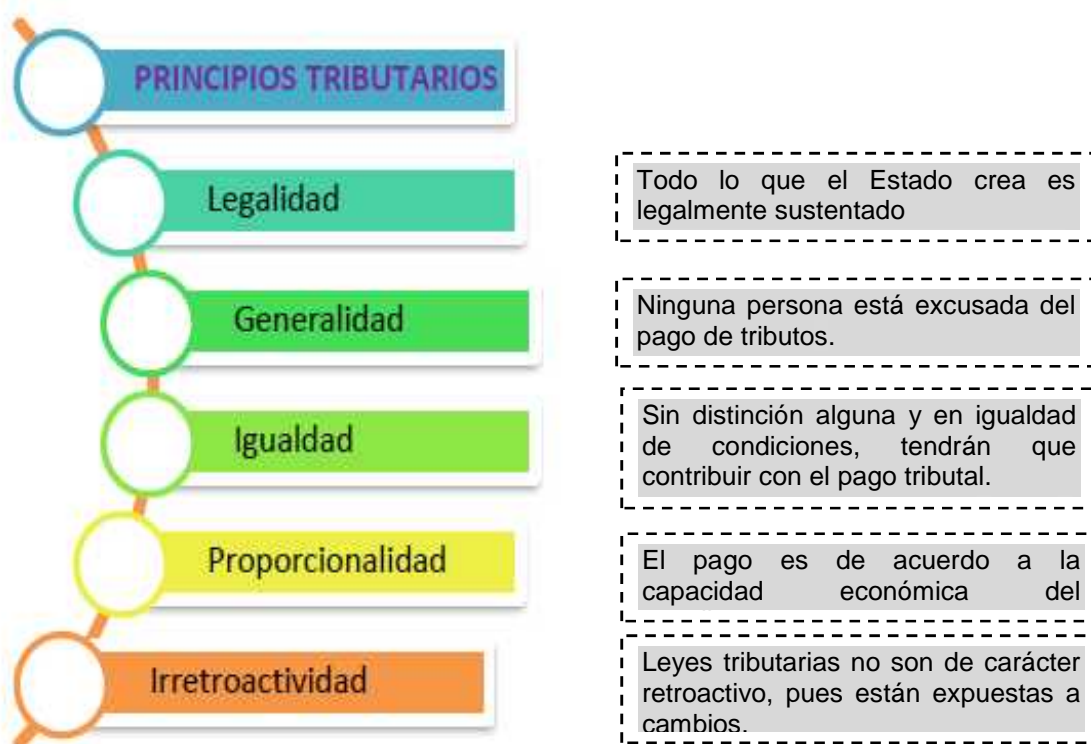 PRINCIPIOS TRIBUTARIOS
Legalidad
Todo lo que el Estado crea es
legalmente sustentado
Generalidad
Ninguna persona está excusada del
pago de tributos.
Igualdad
Sin distinción alguna y en igualdad
de condiciones, tendrán que
contribuir con el pago tributal.
Proporcionalidad
El pago es de acuerdo a la
capacidad económica del
Irretroactividad
Leyes tributarias no son de carácter
retroactivo, pues están expuestas a
cambios.